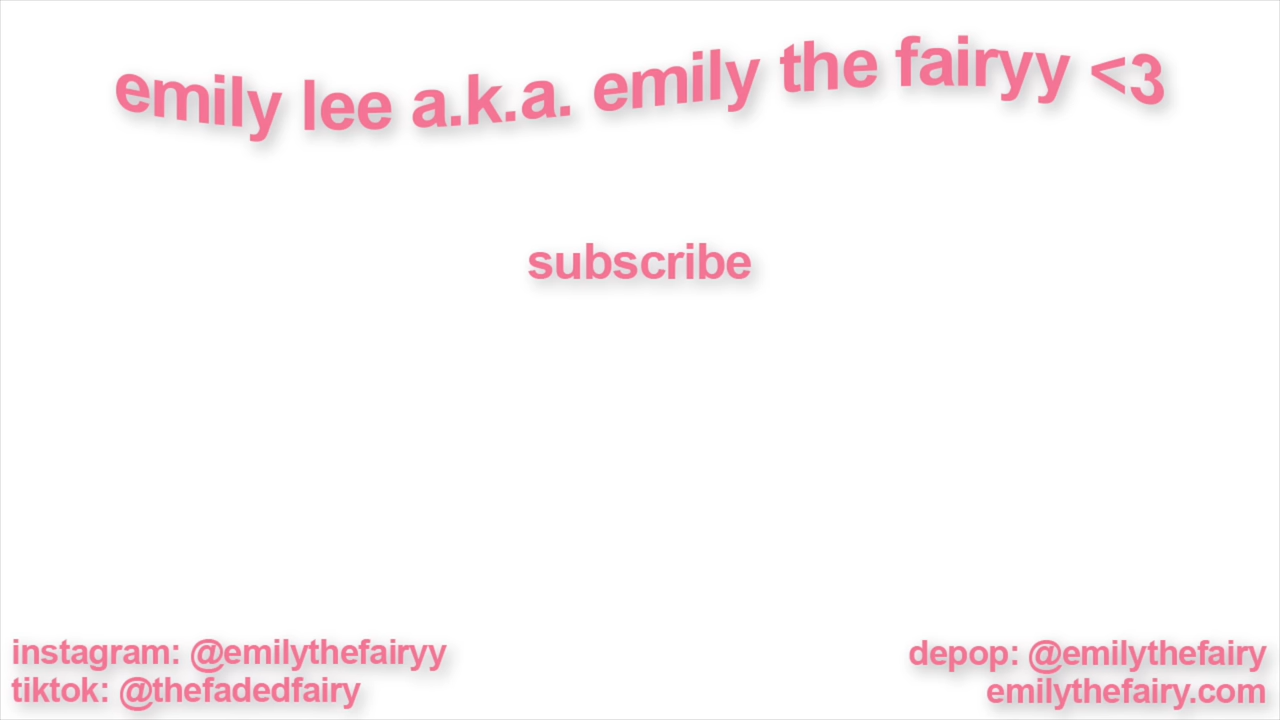 emily lee a.k.a. emily the fairyy <3
subscribe
instagram: @emilythefairyy
tiktok: @thefadedfairy
depop: @emilythefairy
emilythefairy.com